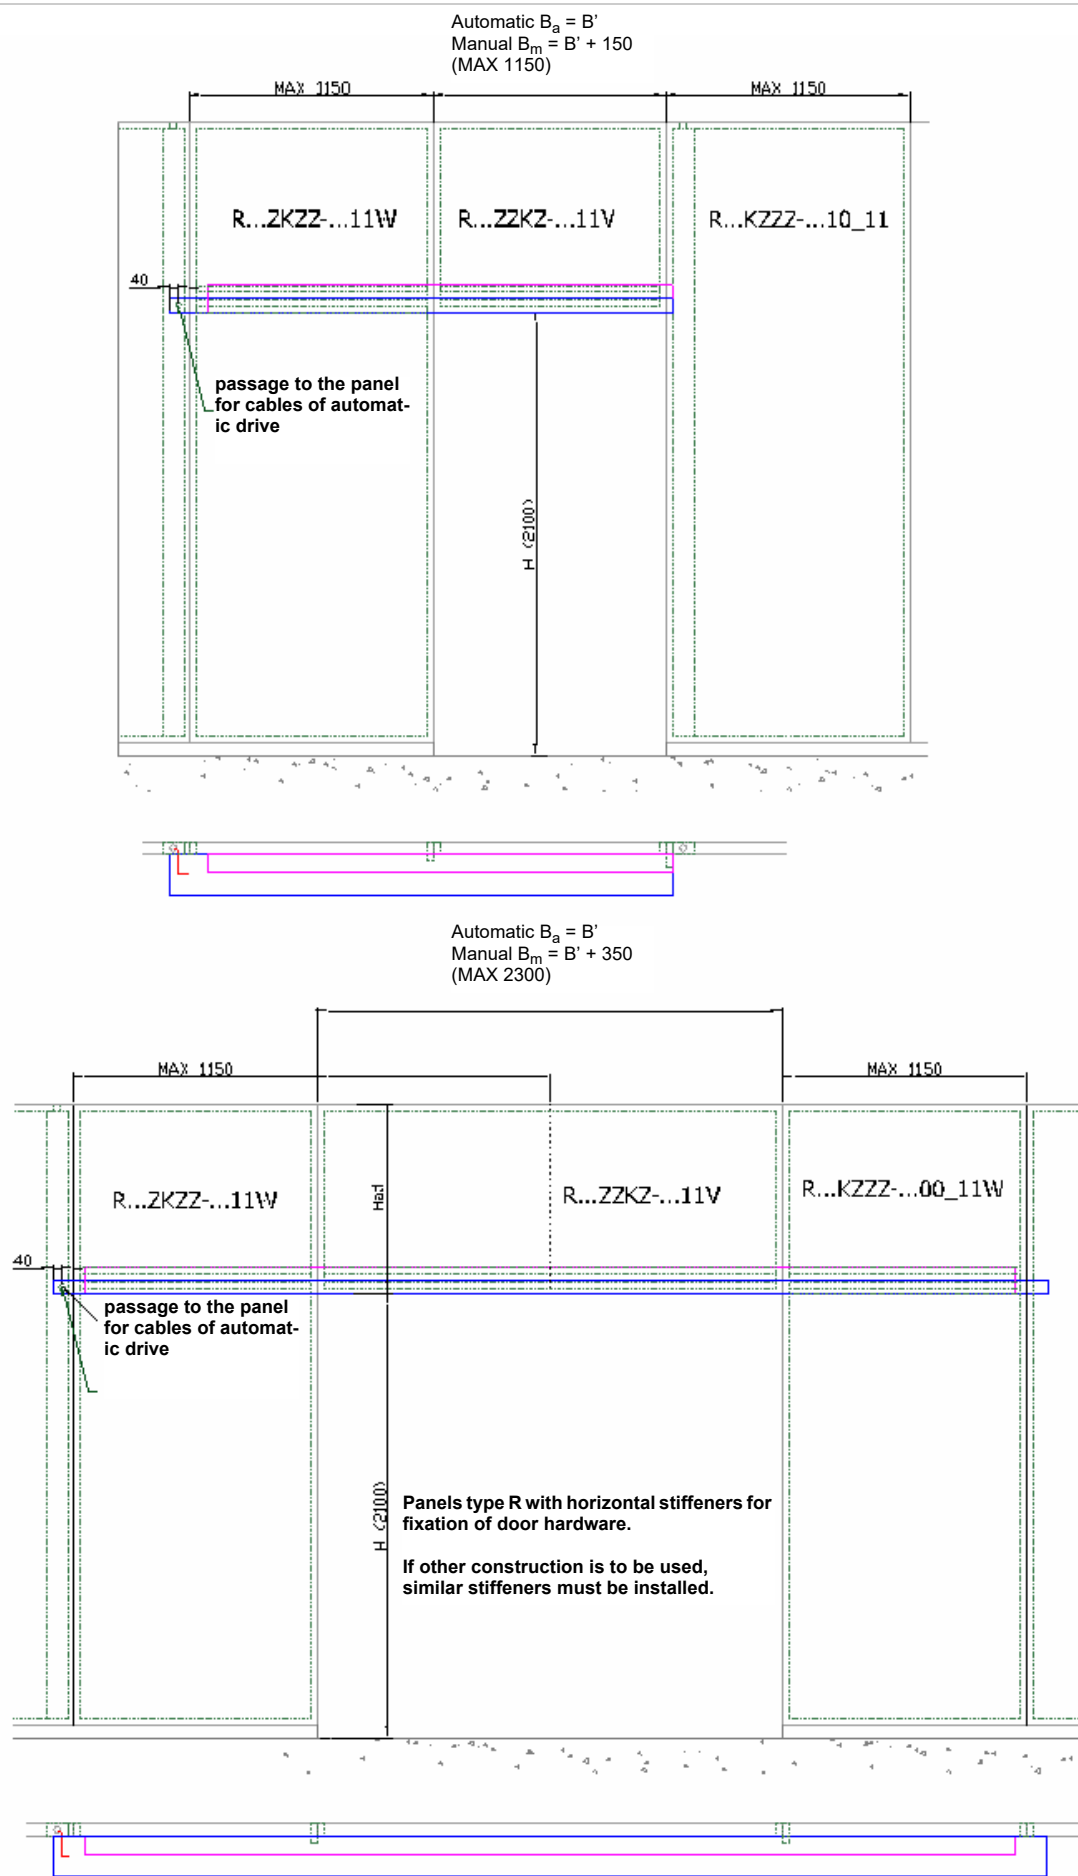 Automatic Ba = B'
Manual Bm = B' + 150
(MAX 1150)
MAX 1150
MAX 1150
R...ZKZZ-...11W
R...ZZKZ-...11V
R...KZZZ-...10_11
40
passage to the panel
for cables of automat-
ic drive
H (2100)
Automatic Ba = B'
Manual Bm = B' + 350
(MAX 2300)
MAX 1150
MAX 1150
R...ZKZZ-...11W
R...ZZKZ-...11V
R...KZZZ-...00_11W
40
passage to the panel
for cables of automat-
ic drive
H (2100)
Panels type R with horizontal stiffeners for
fixation of door hardware.
If other construction is to be used,
similar stiffeners must be installed.